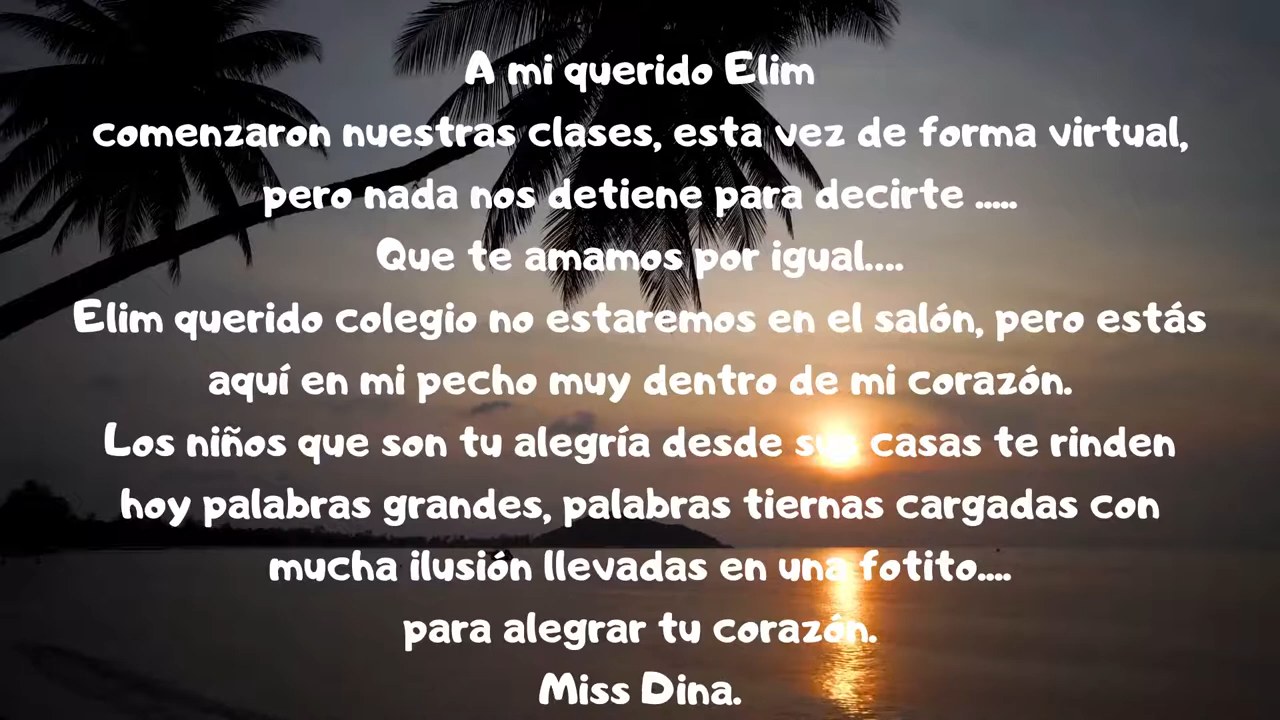 A mi querido Elim
comenzaron nuestras clases, esta vez de forma virtual,
pero nada nos detiene para decirte .....
Que te amamos por igual....
Elim querido colegio no estaremos en el salón, pero estás
aquí en mi pecho muy dentro de mi corazón.
Los niños que son tu alegría desde sus casas te rinden
hoy palabras grandes, palabras tiernas cargadas con
mucha ilusión llevadas en una fotito....
para alegrar tu corazón.
Miss Dina.